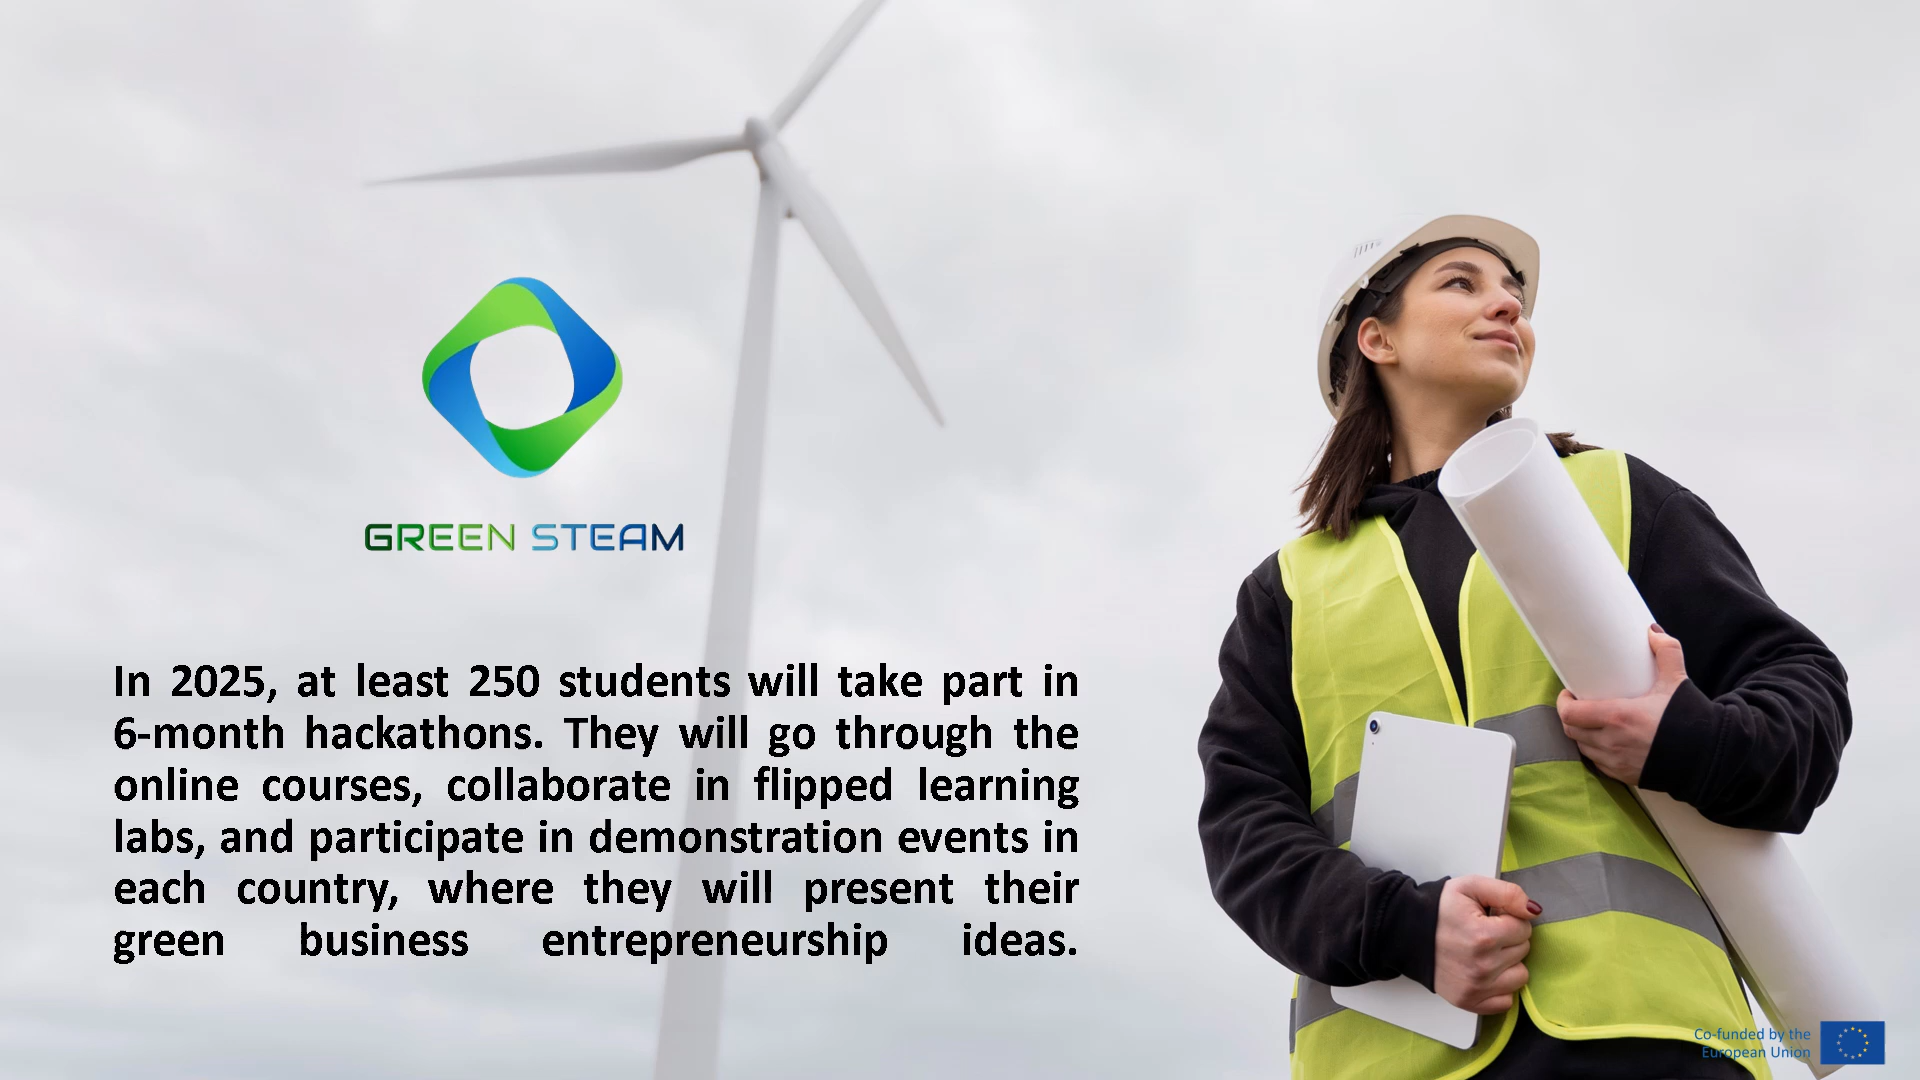 GREEN STEAM
In 2025, at least 250 students will take part in
6-month hackathons. They will go through the
online courses, collaborate in flipped learning
labs, and participate in demonstration events in
each country, where they will present their
green business entrepreneurship ideas.
Co-funded by the
European Union